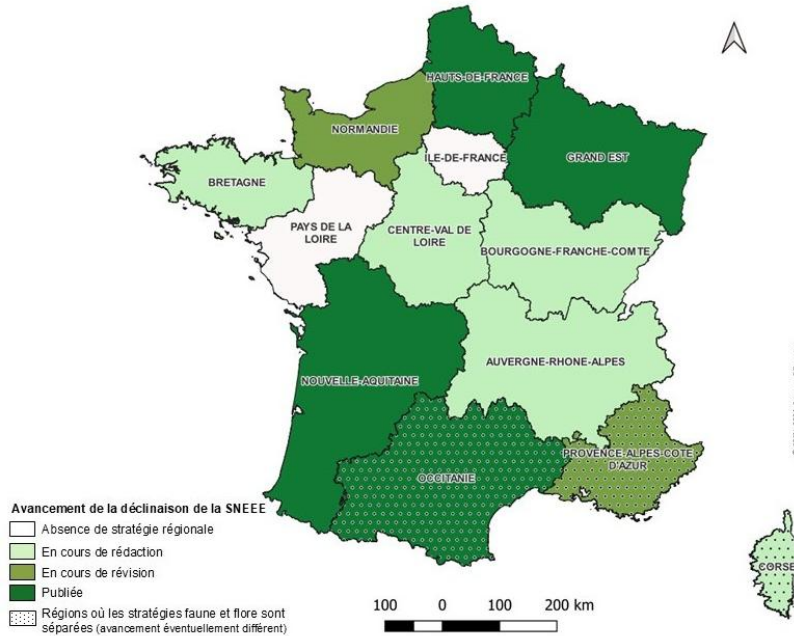 HAUTS-DE-FRANCE
NORMANDIE
ILE-DE-FRANCE
GRAND EST
BRETAGNE
PAYS DE LA
LOIRE
CENTRE-VAL DE
LOIRE
BOURGOGNE-FRANCHE-COMTE
AUVERGNE-RHONE-ALPES
NOUVELLE-AQUITAINE
PROVENCE-ALPES-COTE
D'AZUR
OCCITANIE
CORSE
Avancement de la déclinaison de la SNEEE
Absence de stratégie régionale
En cours de rédaction
En cours de révision
Publiée
Régions où les stratégies faune et flore sont
séparées (avancement éventuellement différent)
100 0 100 200 km